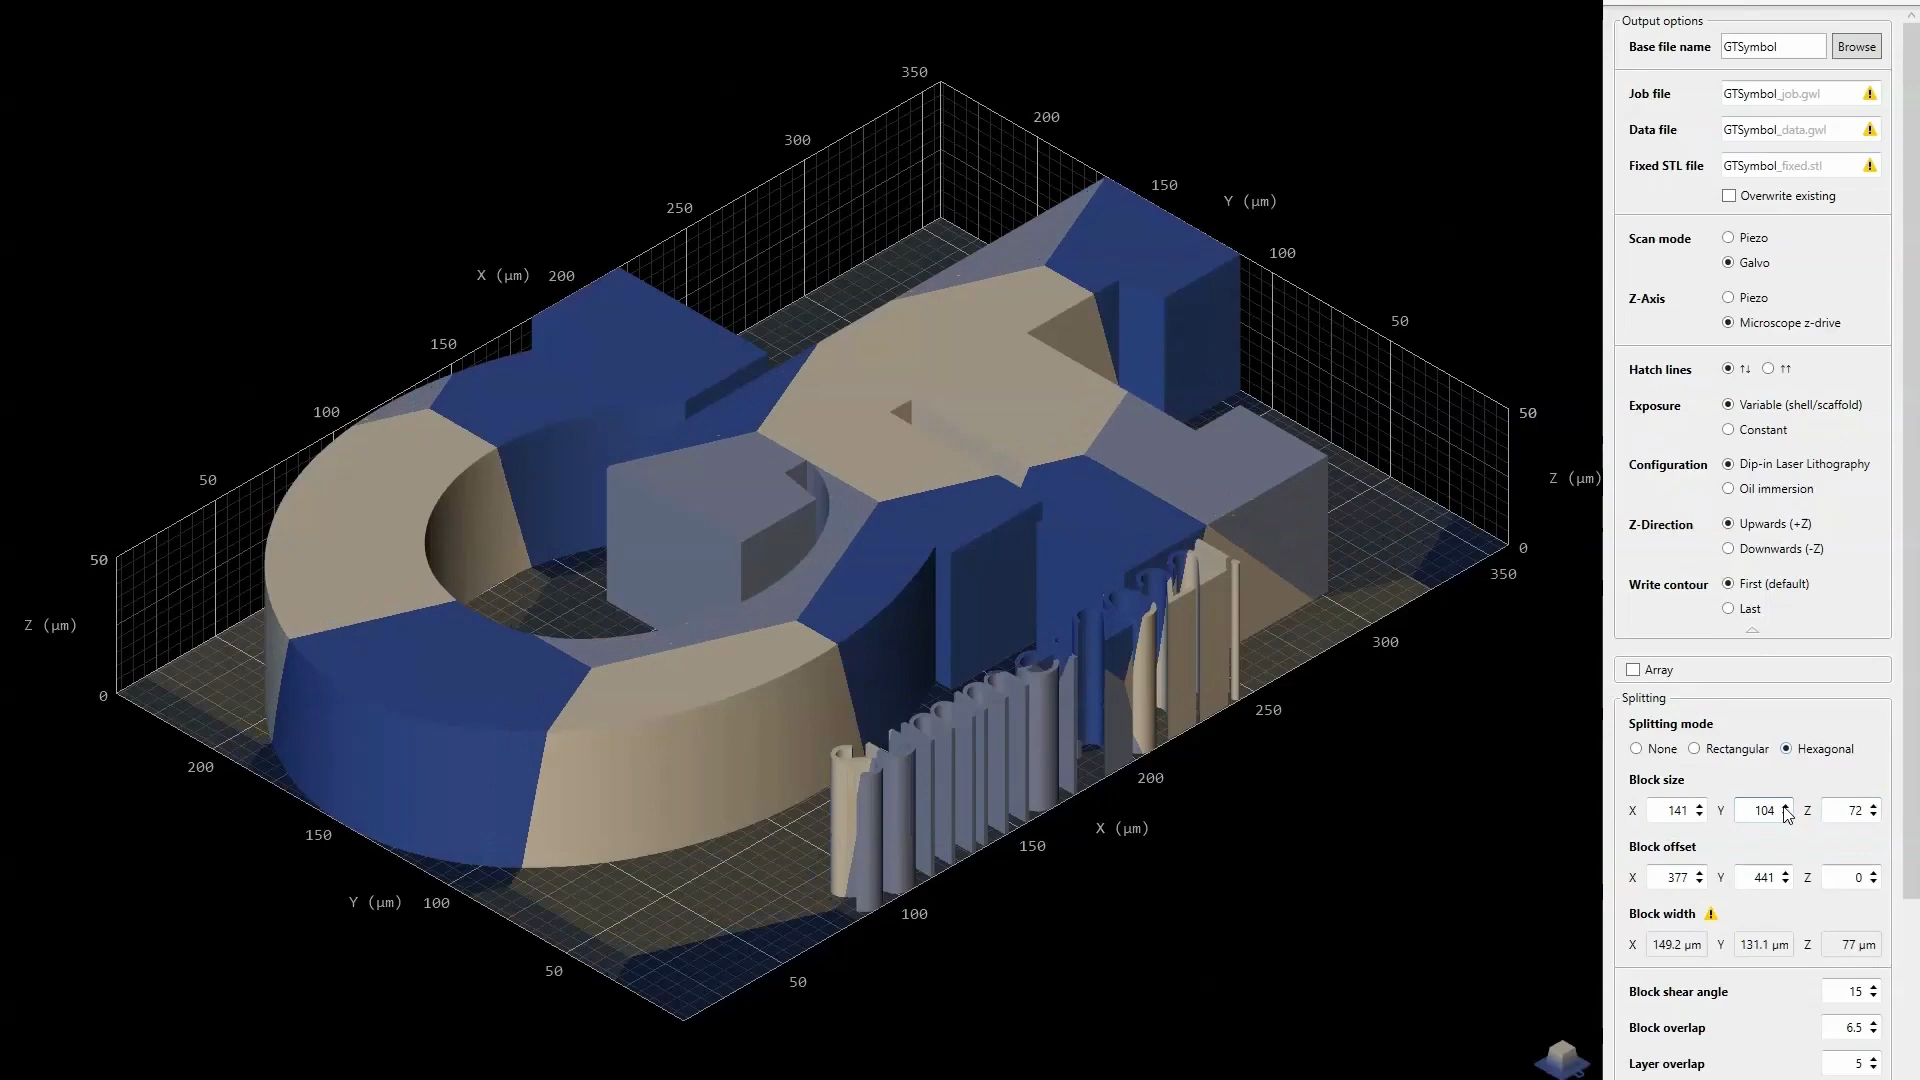 350
200
300
150
Y (µm)
250
100
X (µm) 200
50
150
100
50
Z (µm)
50
0
350
50
300
Z (µm)
0
250
200
200
X (µm)
150
150
100
Y (µm) 100
50
50
Output options
Base file name GTSymbol Browse
Job file GTSymbol_job.gwl
Data file GTSymbol_data.gwl
Fixed STL file GTSymbol_fixed.stl
Overwrite existing
Scan mode Piezo
Galvo
Z-Axis Piezo
Microscope z-drive
Hatch lines ↑↓ ↑↑
Exposure Variable (shell/scaffold)
Constant
Configuration Dip-in Laser Lithography
Oil immersion
Z-Direction Upwards (+Z)
Downwards (-Z)
Write contour First (default)
Last
Array
Splitting
Splitting mode
None Rectangular Hexagonal
Block size
X 141 Y 104 Z 72
Block offset
X 377 Y 441 Z 0
Block width
X 149.2 µm Y 131.1 µm Z 77 µm
Block shear angle 15
Block overlap 6.5
Layer overlap 5